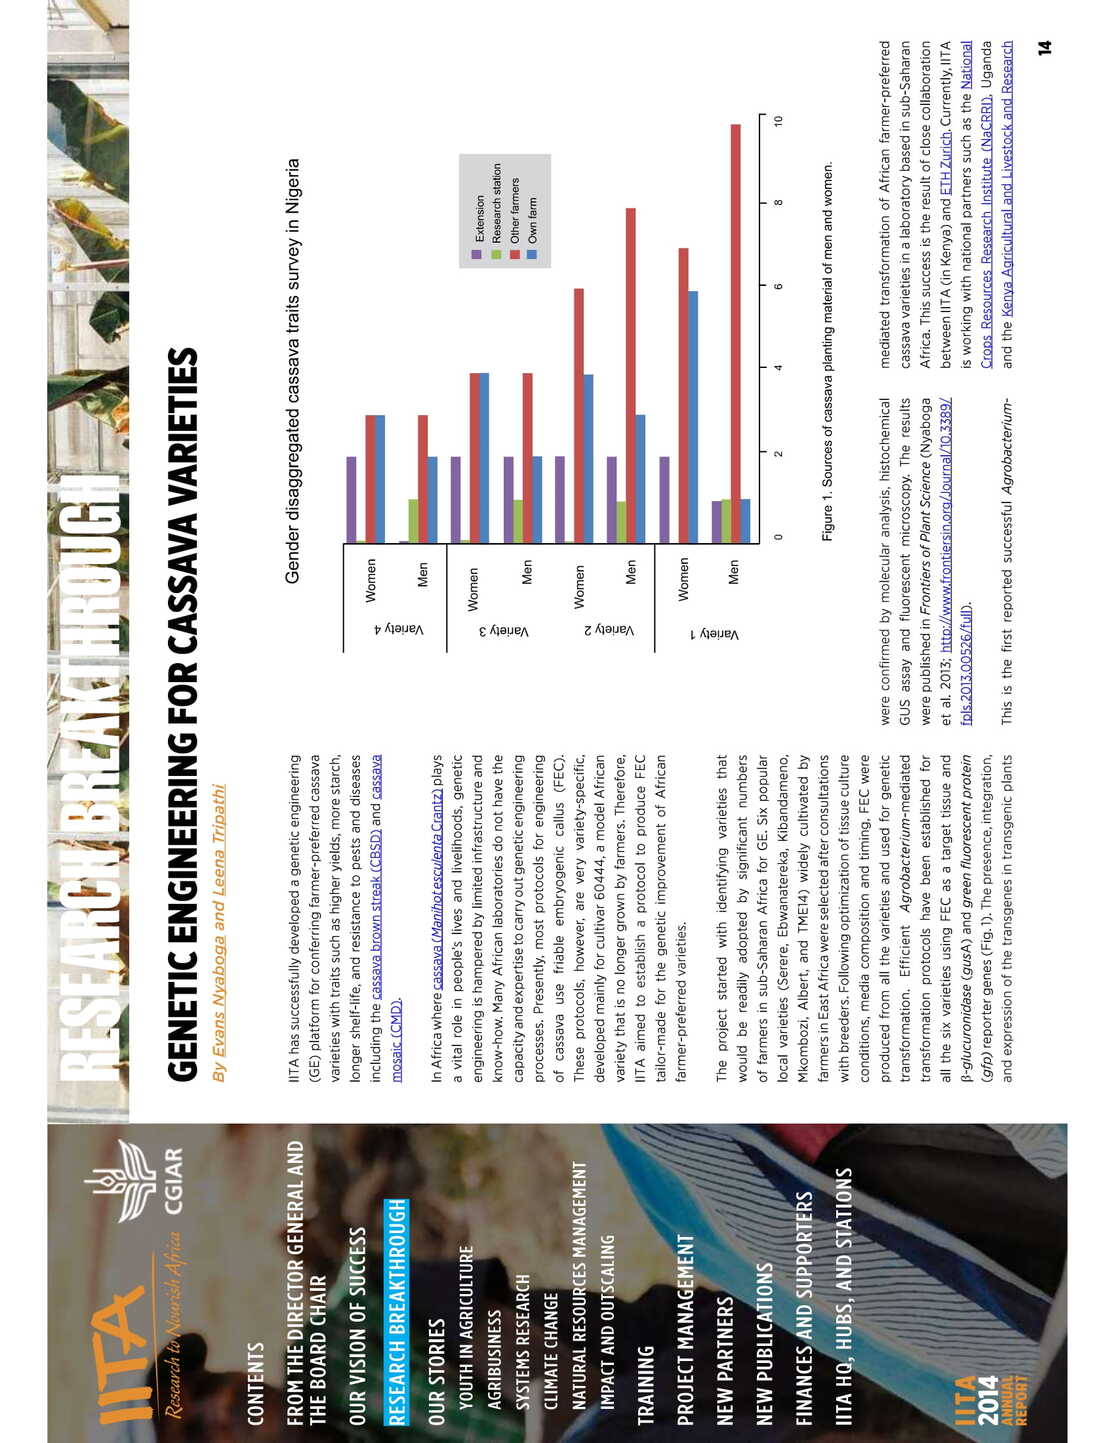 IITA
Research to Nourish Africa
CGIAR
CONTENTS
FROM THE DIRECTOR GENERAL AND
THE BOARD CHAIR
OUR VISION OF SUCCESS
RESEARCH BREAKTHROUGH
OUR STORIES
YOUTH IN AGRICULTURE
AGRIBUSINESS
SYSTEMS RESEARCH
CLIMATE CHANGE
NATURAL RESOURCES MANAGEMENT
IMPACT AND OUTSCALING
TRAINING
PROJECT MANAGEMENT
NEW PARTNERS
NEW PUBLICATIONS
FINANCES AND SUPPORTERS
IITA HQ, HUBS, AND STATIONS
IITA
2014
ANNUAL
REPORT
RESEARCH BREAKTHROUGH
GENETIC ENGINEERING FOR CASSAVA VARIETIES
By Evans Nyaboga and Leena Tripathi
IITA has successfully developed a genetic engineering
(GE) platform for conferring farmer-preferred cassava
varieties with traits such as higher yields, more starch,
longer shelf-life, and resistance to pests and diseases
including the cassava brown streak (CBSD) and cassava
mosaic (CMD).
In Africa where cassava (Manihot esculenta Crantz) plays
a vital role in people's lives and livelihoods, genetic
engineering is hampered by limited infrastructure and
know-how. Many African laboratories do not have the
capacity and expertise to carry out genetic engineering
processes. Presently, most protocols for engineering
of cassava use friable embryogenic callus (FEC).
These protocols, however, are very variety-specific,
developed mainly for cultivar 60444, a model African
variety that is no longer grown by farmers. Therefore,
IITA aimed to establish a protocol to produce FEC
tailor-made for the genetic improvement of African
farmer-preferred varieties.
The project started with identifying varieties that
would be readily adopted by significant numbers
of farmers in sub-Saharan Africa for GE. Six popular
local varieties (Serere, Ebwanatereka, Kibandameno,
Mkombozi, Albert, and TME14) widely cultivated by
farmers in East Africa were selected after consultations
with breeders. Following optimization of tissue culture
conditions, media composition and timing, FEC were
produced from all the varieties and used for genetic
transformation. Efficient Agrobacterium-mediated
transformation protocols have been established for
all the six varieties using FEC as a target tissue and
β-glucuronidase (gusA) and green fluorescent protein
(gfp) reporter genes (Fig. 1). The presence, integration,
and expression of the transgenes in transgenic plants
Gender disaggregated cassava traits survey in Nigeria
Variety 4
Women
Men
Variety 3
Women
Men
Variety 2
Women
Men
Variety 1
Women
Men
Extension
Research station
Other farmers
Own farm
0 2 4 6 8 10
Figure 1. Sources of cassava planting material of men and women.
were confirmed by molecular analysis, histochemical
GUS assay and fluorescent microscopy. The results
were published in Frontiers of Plant Science (Nyaboga
et al. 2013; http://www.frontiersin.org/Journal/10.3389/
fpls.2013.00526/full).
This is the first reported successful Agrobacterium-
mediated transformation of African farmer-preferred
cassava varieties in a laboratory based in sub-Saharan
Africa. This success is the result of close collaboration
between IITA (in Kenya) and ETH Zurich. Currently, IITA
is working with national partners such as the National
Crops Resources Research Institute (NaCRRI), Uganda
and the Kenya Agricultural and Livestock and Research
14